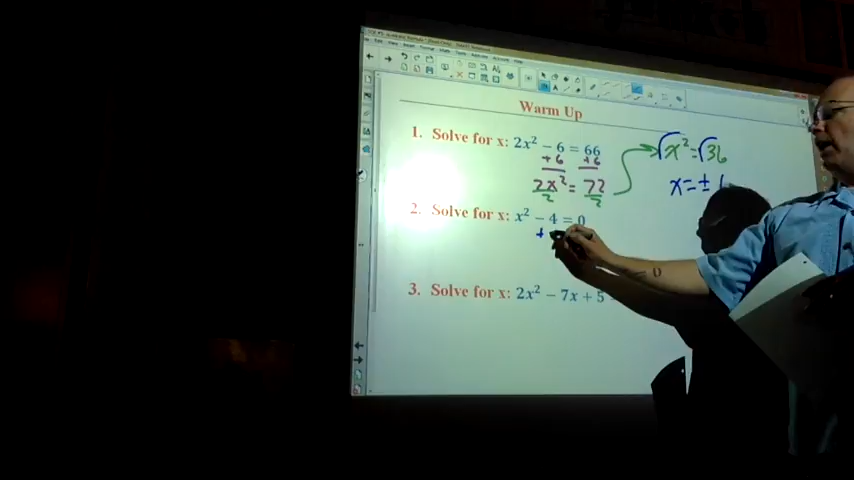 Warm Up
1. Solve for x: 2x² − 6 = 66
+6 +6
2x² = 72
2 2
√x² = √36
x = ±
2. Solve for x: x² − 4 = 0
+
3. Solve for x: 2x² − 7x + 5